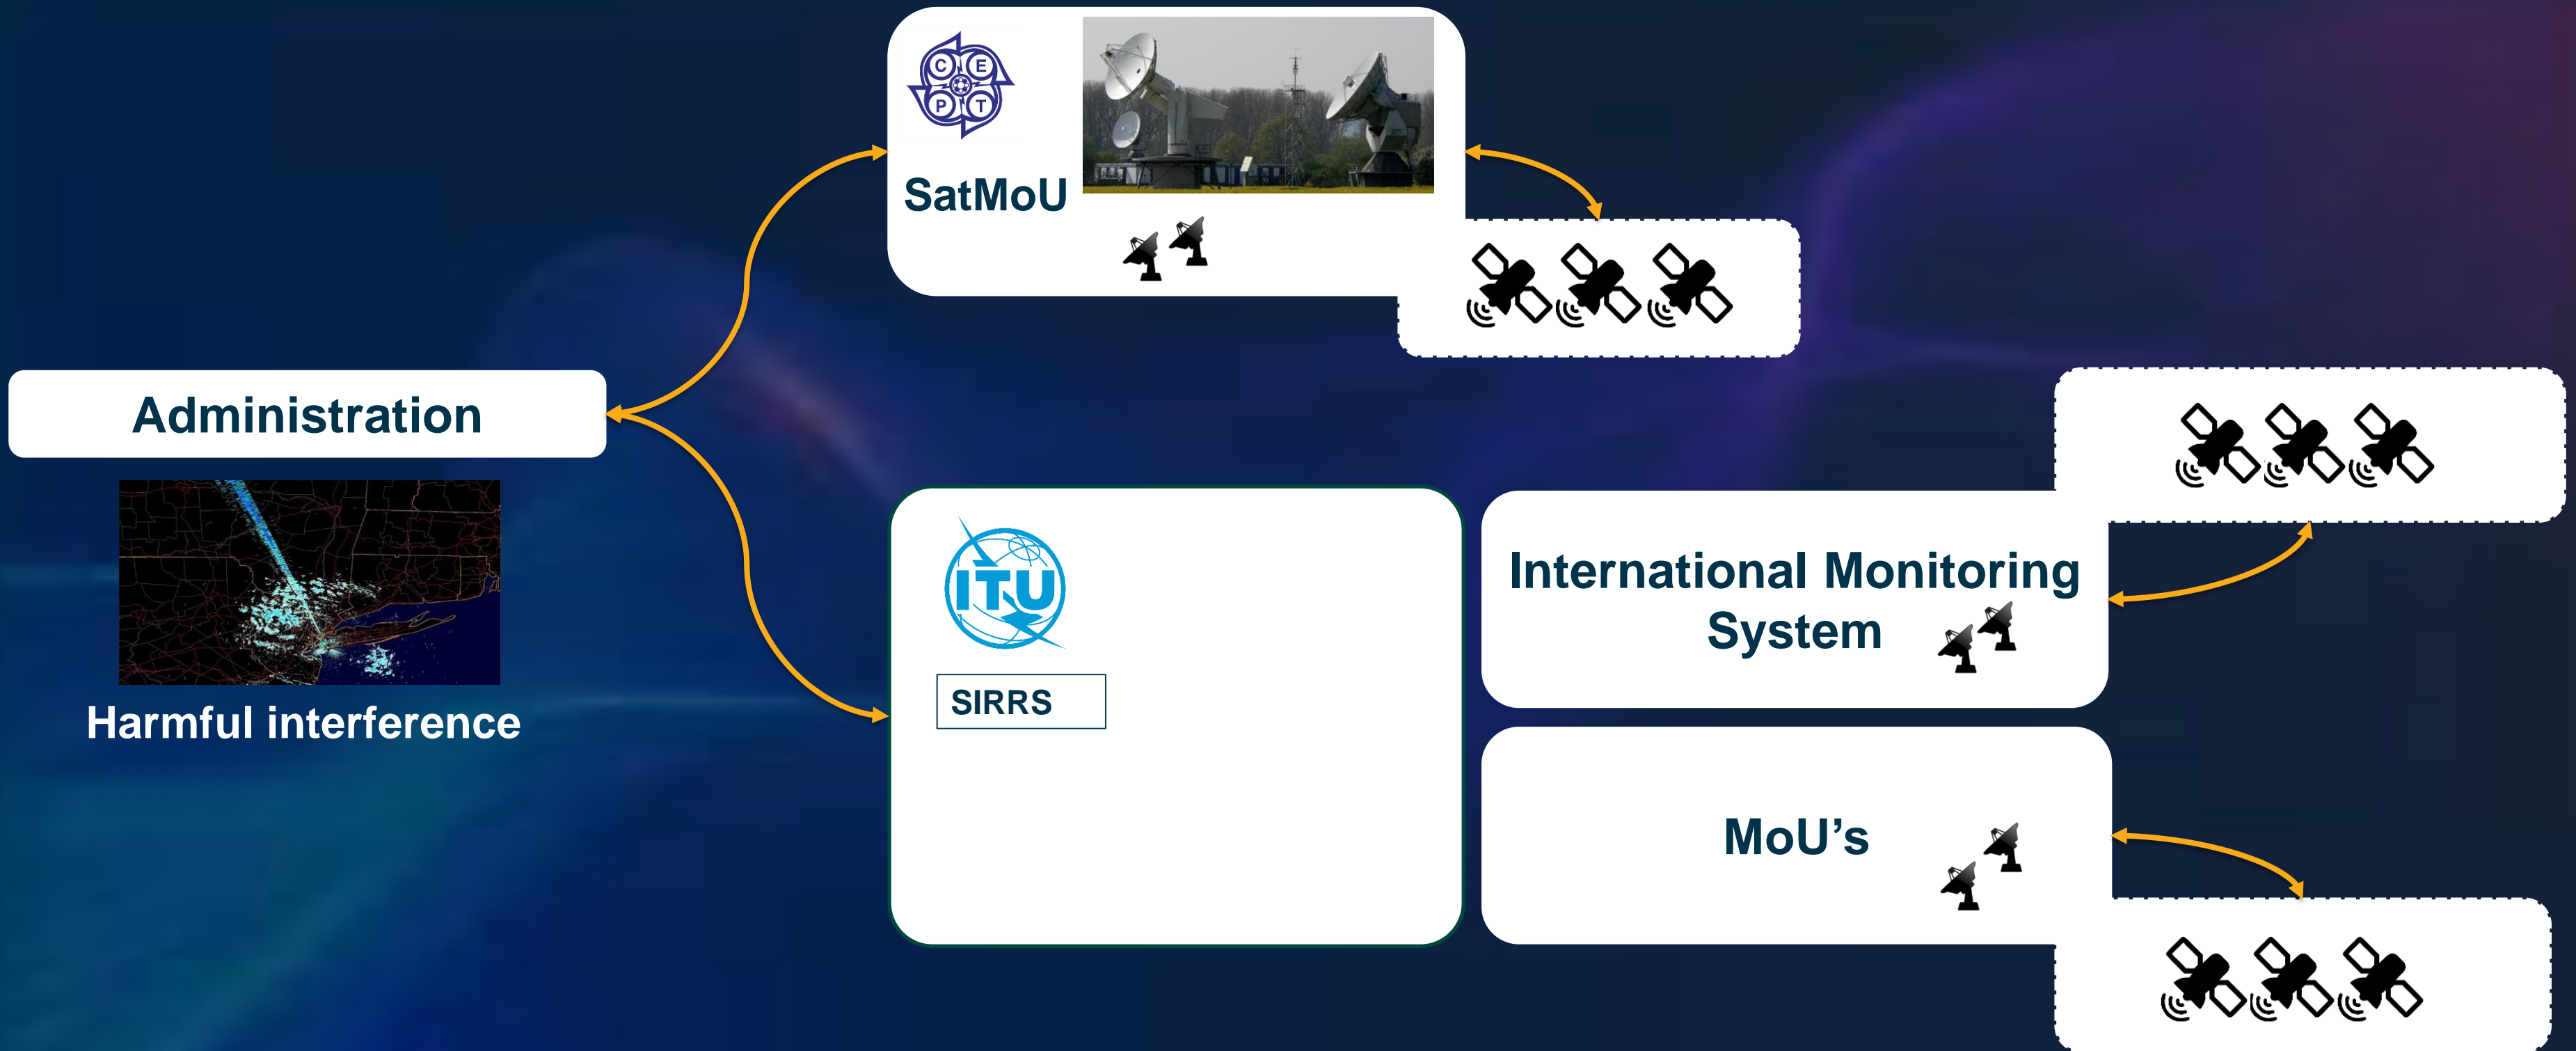 C E
P T
SatMoU
Administration
Harmful interference
ITU
SIRRS
International Monitoring
System
MoU’s